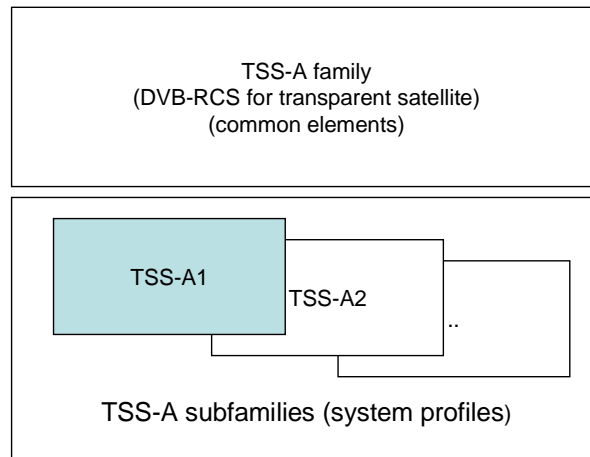 TSS-A family
(DVB-RCS for transparent satellite)
(common elements)
TSS-A1
TSS-A2
..
TSS-A subfamilies (system profiles)